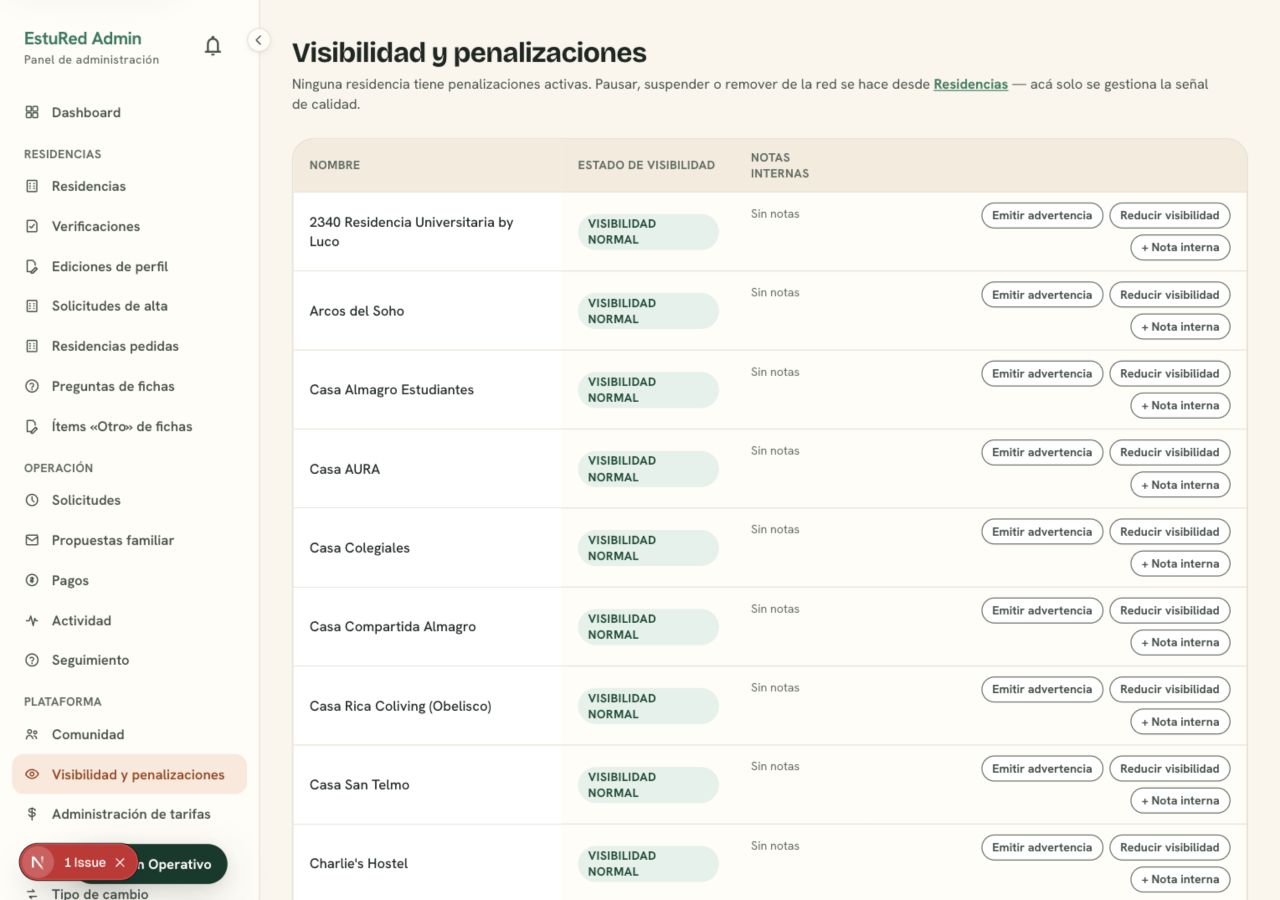 EstuRed Admin
Panel de administración
Dashboard
RESIDENCIAS
Residencias
Verificaciones
Ediciones de perfil
Solicitudes de alta
Residencias pedidas
Preguntas de fichas
Ítems «Otro» de fichas
OPERACIÓN
Solicitudes
Propuestas familiar
Pagos
Actividad
Seguimiento
PLATAFORMA
Comunidad
Visibilidad y penalizaciones
Administración de tarifas
N 1 Issue
n Operativo
Tipo de cambio
Visibilidad y penalizaciones
Ninguna residencia tiene penalizaciones activas. Pausar, suspender o remover de la red se hace desde Residencias — acá solo se gestiona la señal
de calidad.
NOMBRE
ESTADO DE VISIBILIDAD
NOTAS
INTERNAS
2340 Residencia Universitaria by
Luco
VISIBILIDAD
NORMAL
Sin notas
Emitir advertencia
Reducir visibilidad
+ Nota interna
Arcos del Soho
VISIBILIDAD
NORMAL
Sin notas
Emitir advertencia
Reducir visibilidad
+ Nota interna
Casa Almagro Estudiantes
VISIBILIDAD
NORMAL
Sin notas
Emitir advertencia
Reducir visibilidad
+ Nota interna
Casa AURA
VISIBILIDAD
NORMAL
Sin notas
Emitir advertencia
Reducir visibilidad
+ Nota interna
Casa Colegiales
VISIBILIDAD
NORMAL
Sin notas
Emitir advertencia
Reducir visibilidad
+ Nota interna
Casa Compartida Almagro
VISIBILIDAD
NORMAL
Sin notas
Emitir advertencia
Reducir visibilidad
+ Nota interna
Casa Rica Coliving (Obelisco)
VISIBILIDAD
NORMAL
Sin notas
Emitir advertencia
Reducir visibilidad
+ Nota interna
Casa San Telmo
VISIBILIDAD
NORMAL
Sin notas
Emitir advertencia
Reducir visibilidad
+ Nota interna
Charlie's Hostel
VISIBILIDAD
NORMAL
Sin notas
Emitir advertencia
Reducir visibilidad
+ Nota interna